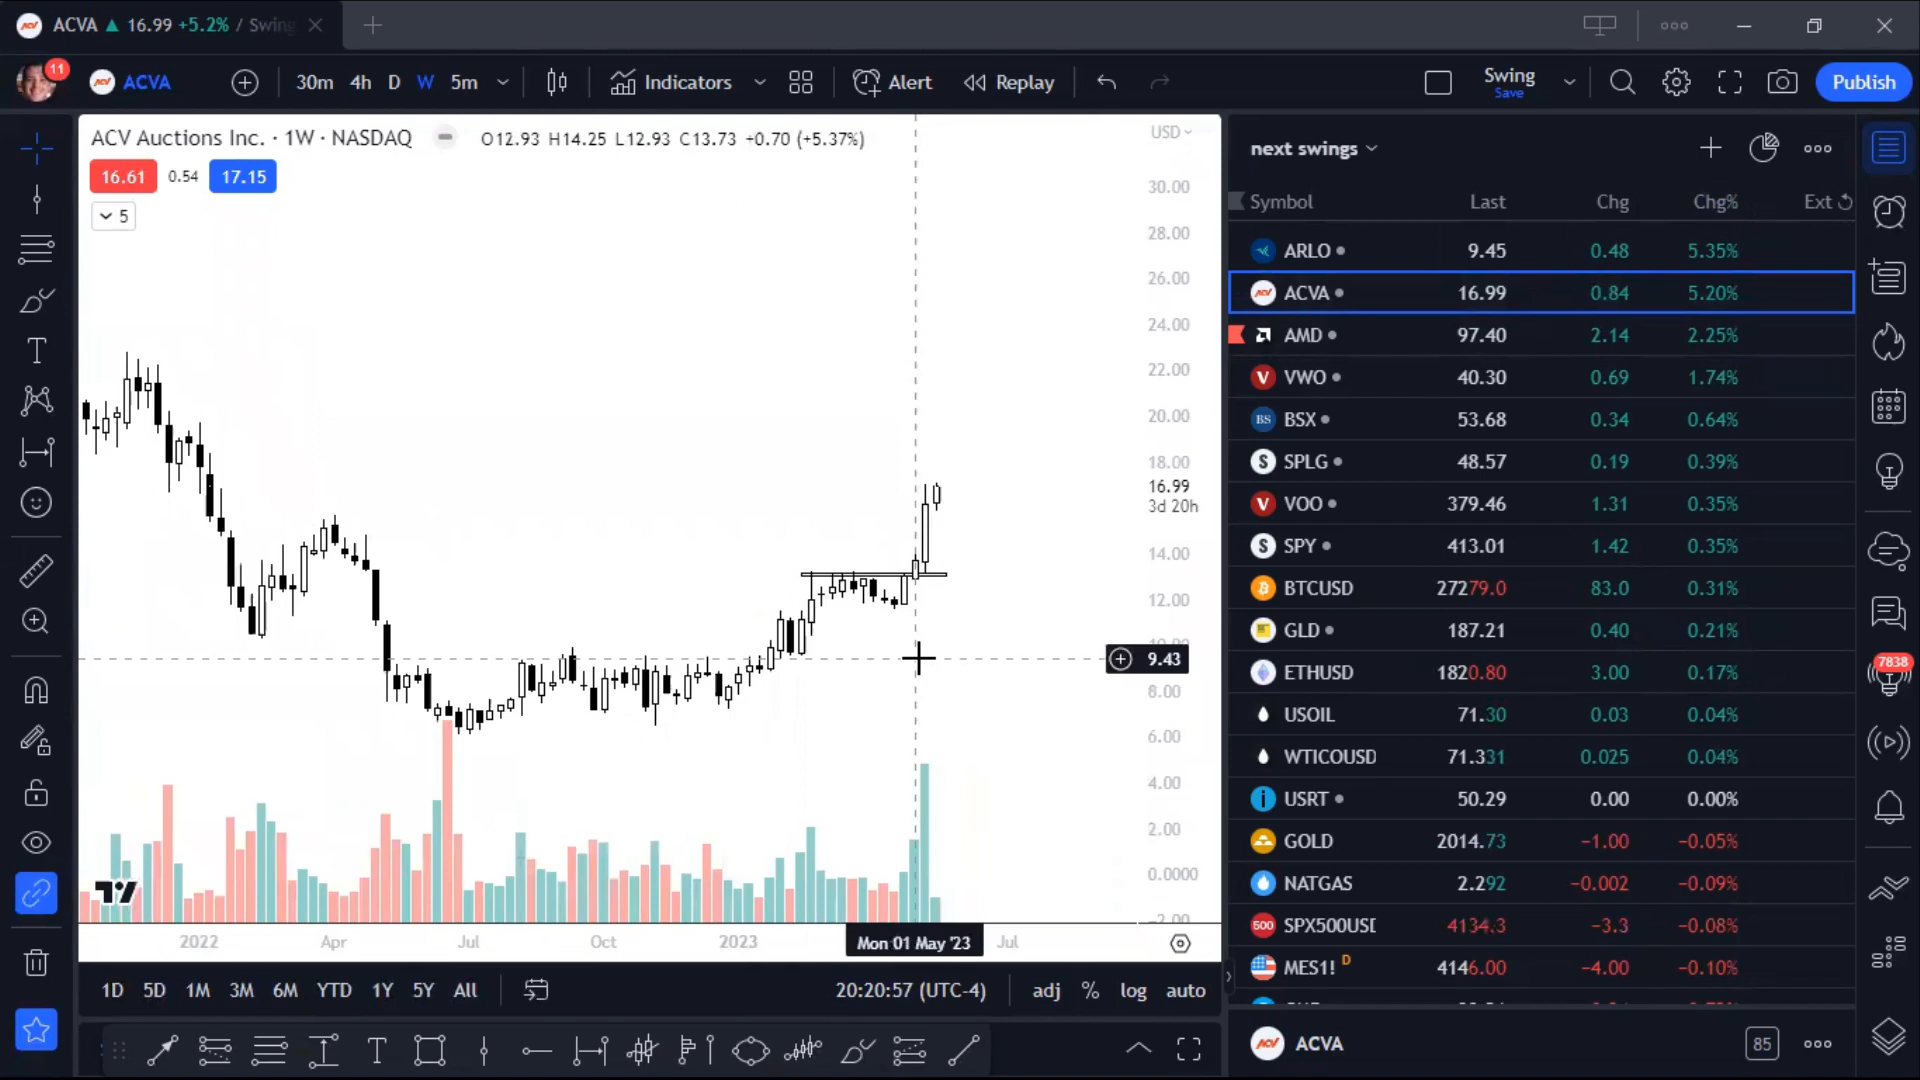 ACVA ▲ 16.99 +5.2% / Swing
11
ACVA 30m 4h D W 5m Indicators Alert Replay Swing Save Publish
ACV Auctions Inc. · 1W · NASDAQ O12.93 H14.25 L12.93 C13.73 +0.70 (+5.37%)
USD
16.61 0.54 17.15
5
30.00
28.00
26.00
24.00
22.00
20.00
18.00
16.99
3d 20h
14.00
12.00
10.00
9.43
8.00
6.00
4.00
2.00
0.0000
−2.00
2022 Apr Jul Oct 2023 Mon 01 May '23 Jul
1D 5D 1M 3M 6M YTD 1Y 5Y All 20:20:57 (UTC-4) adj % log auto
next swings
Symbol Last Chg Chg% Ext
ARLO 9.45 0.48 5.35%
ACVA 16.99 0.84 5.20%
AMD 97.40 2.14 2.25%
V VWO 40.30 0.69 1.74%
BS BSX 53.68 0.34 0.64%
S SPLG 48.57 0.19 0.39%
V VOO 379.46 1.31 0.35%
S SPY 413.01 1.42 0.35%
BTCUSD 27279.0 83.0 0.31%
GLD 187.21 0.40 0.21%
ETHUSD 1820.80 3.00 0.17%
USOIL 71.30 0.03 0.04%
WTICOUSD 71.331 0.025 0.04%
USRT 50.29 0.00 0.00%
GOLD 2014.73 −1.00 −0.05%
NATGAS 2.292 −0.002 −0.09%
500 SPX500USD 4134.3 −3.3 −0.08%
MES1! D 4146.00 −4.00 −0.10%
ACVA 85
7838